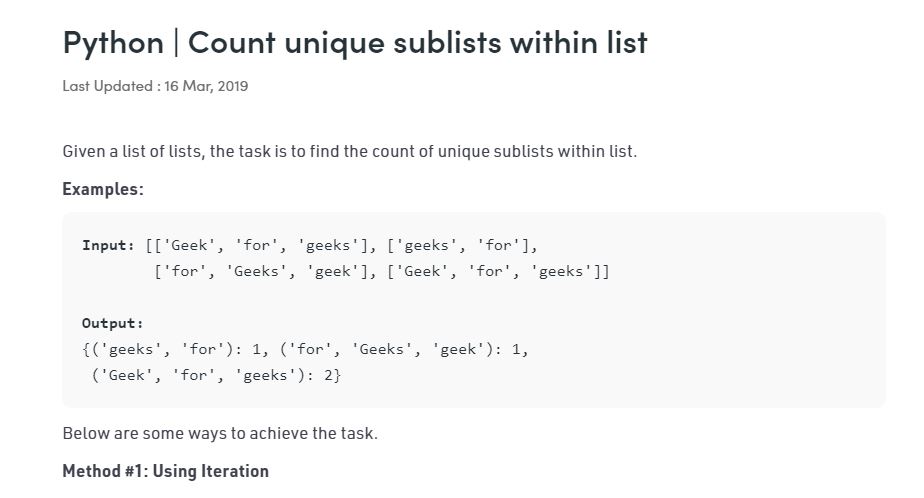 Python | Count unique sublists within list
Last Updated : 16 Mar, 2019
Given a list of lists, the task is to find the count of unique sublists within list.
Examples:
Input: [['Geek', 'for', 'geeks'], ['geeks', 'for'],
['for', 'Geeks', 'geek'], ['Geek', 'for', 'geeks']]
Output:
{('geeks', 'for'): 1, ('for', 'Geeks', 'geek'): 1,
('Geek', 'for', 'geeks'): 2}
Below are some ways to achieve the task.
Method #1: Using Iteration